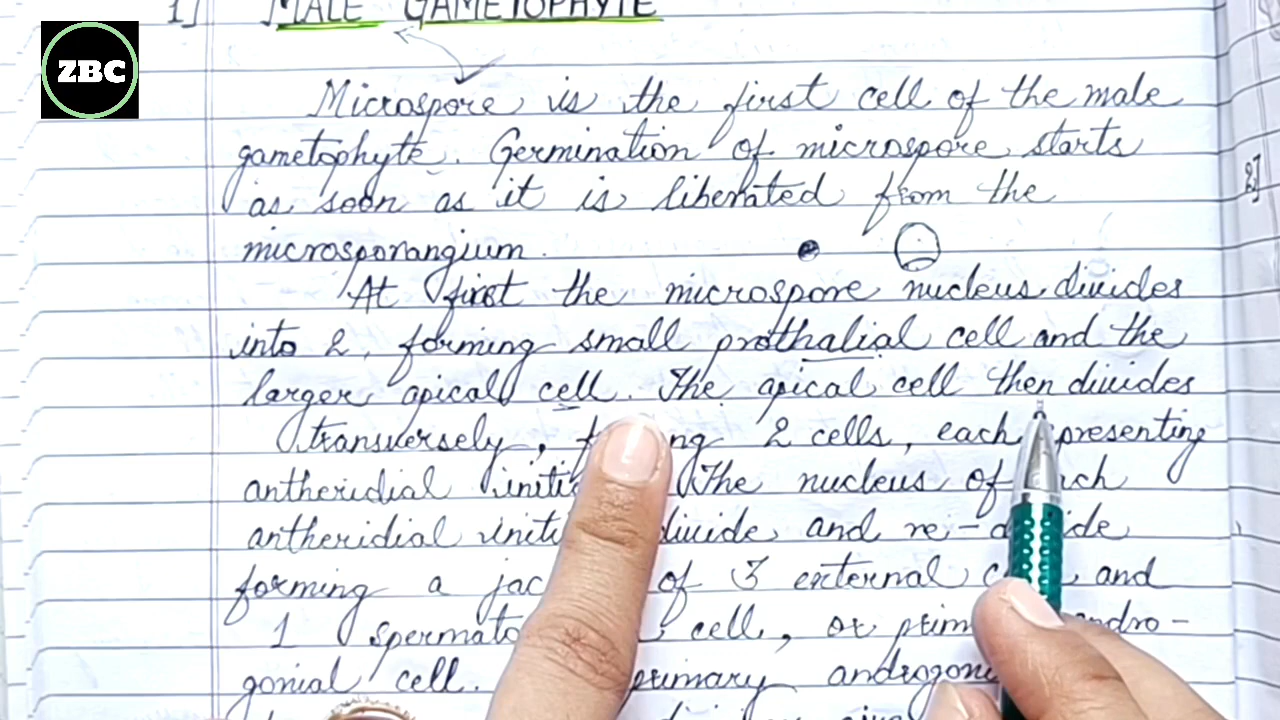 ZBC
1] MALE GAMETOPHYTE
Microspore is the first cell of the male
gametophyte. Germination of microspore starts
as soon as it is liberated from the
microsporangium.
2]
At first the microspore nucleus divides
into 2, forming small prothalial cell and the
larger apical cell. The apical cell then divides
transversely, 2 cells, each presenting
antheridial The nucleus of
antheridial divide and re-
forming a of 3 external and
1 cell, or
gonial cell. primary